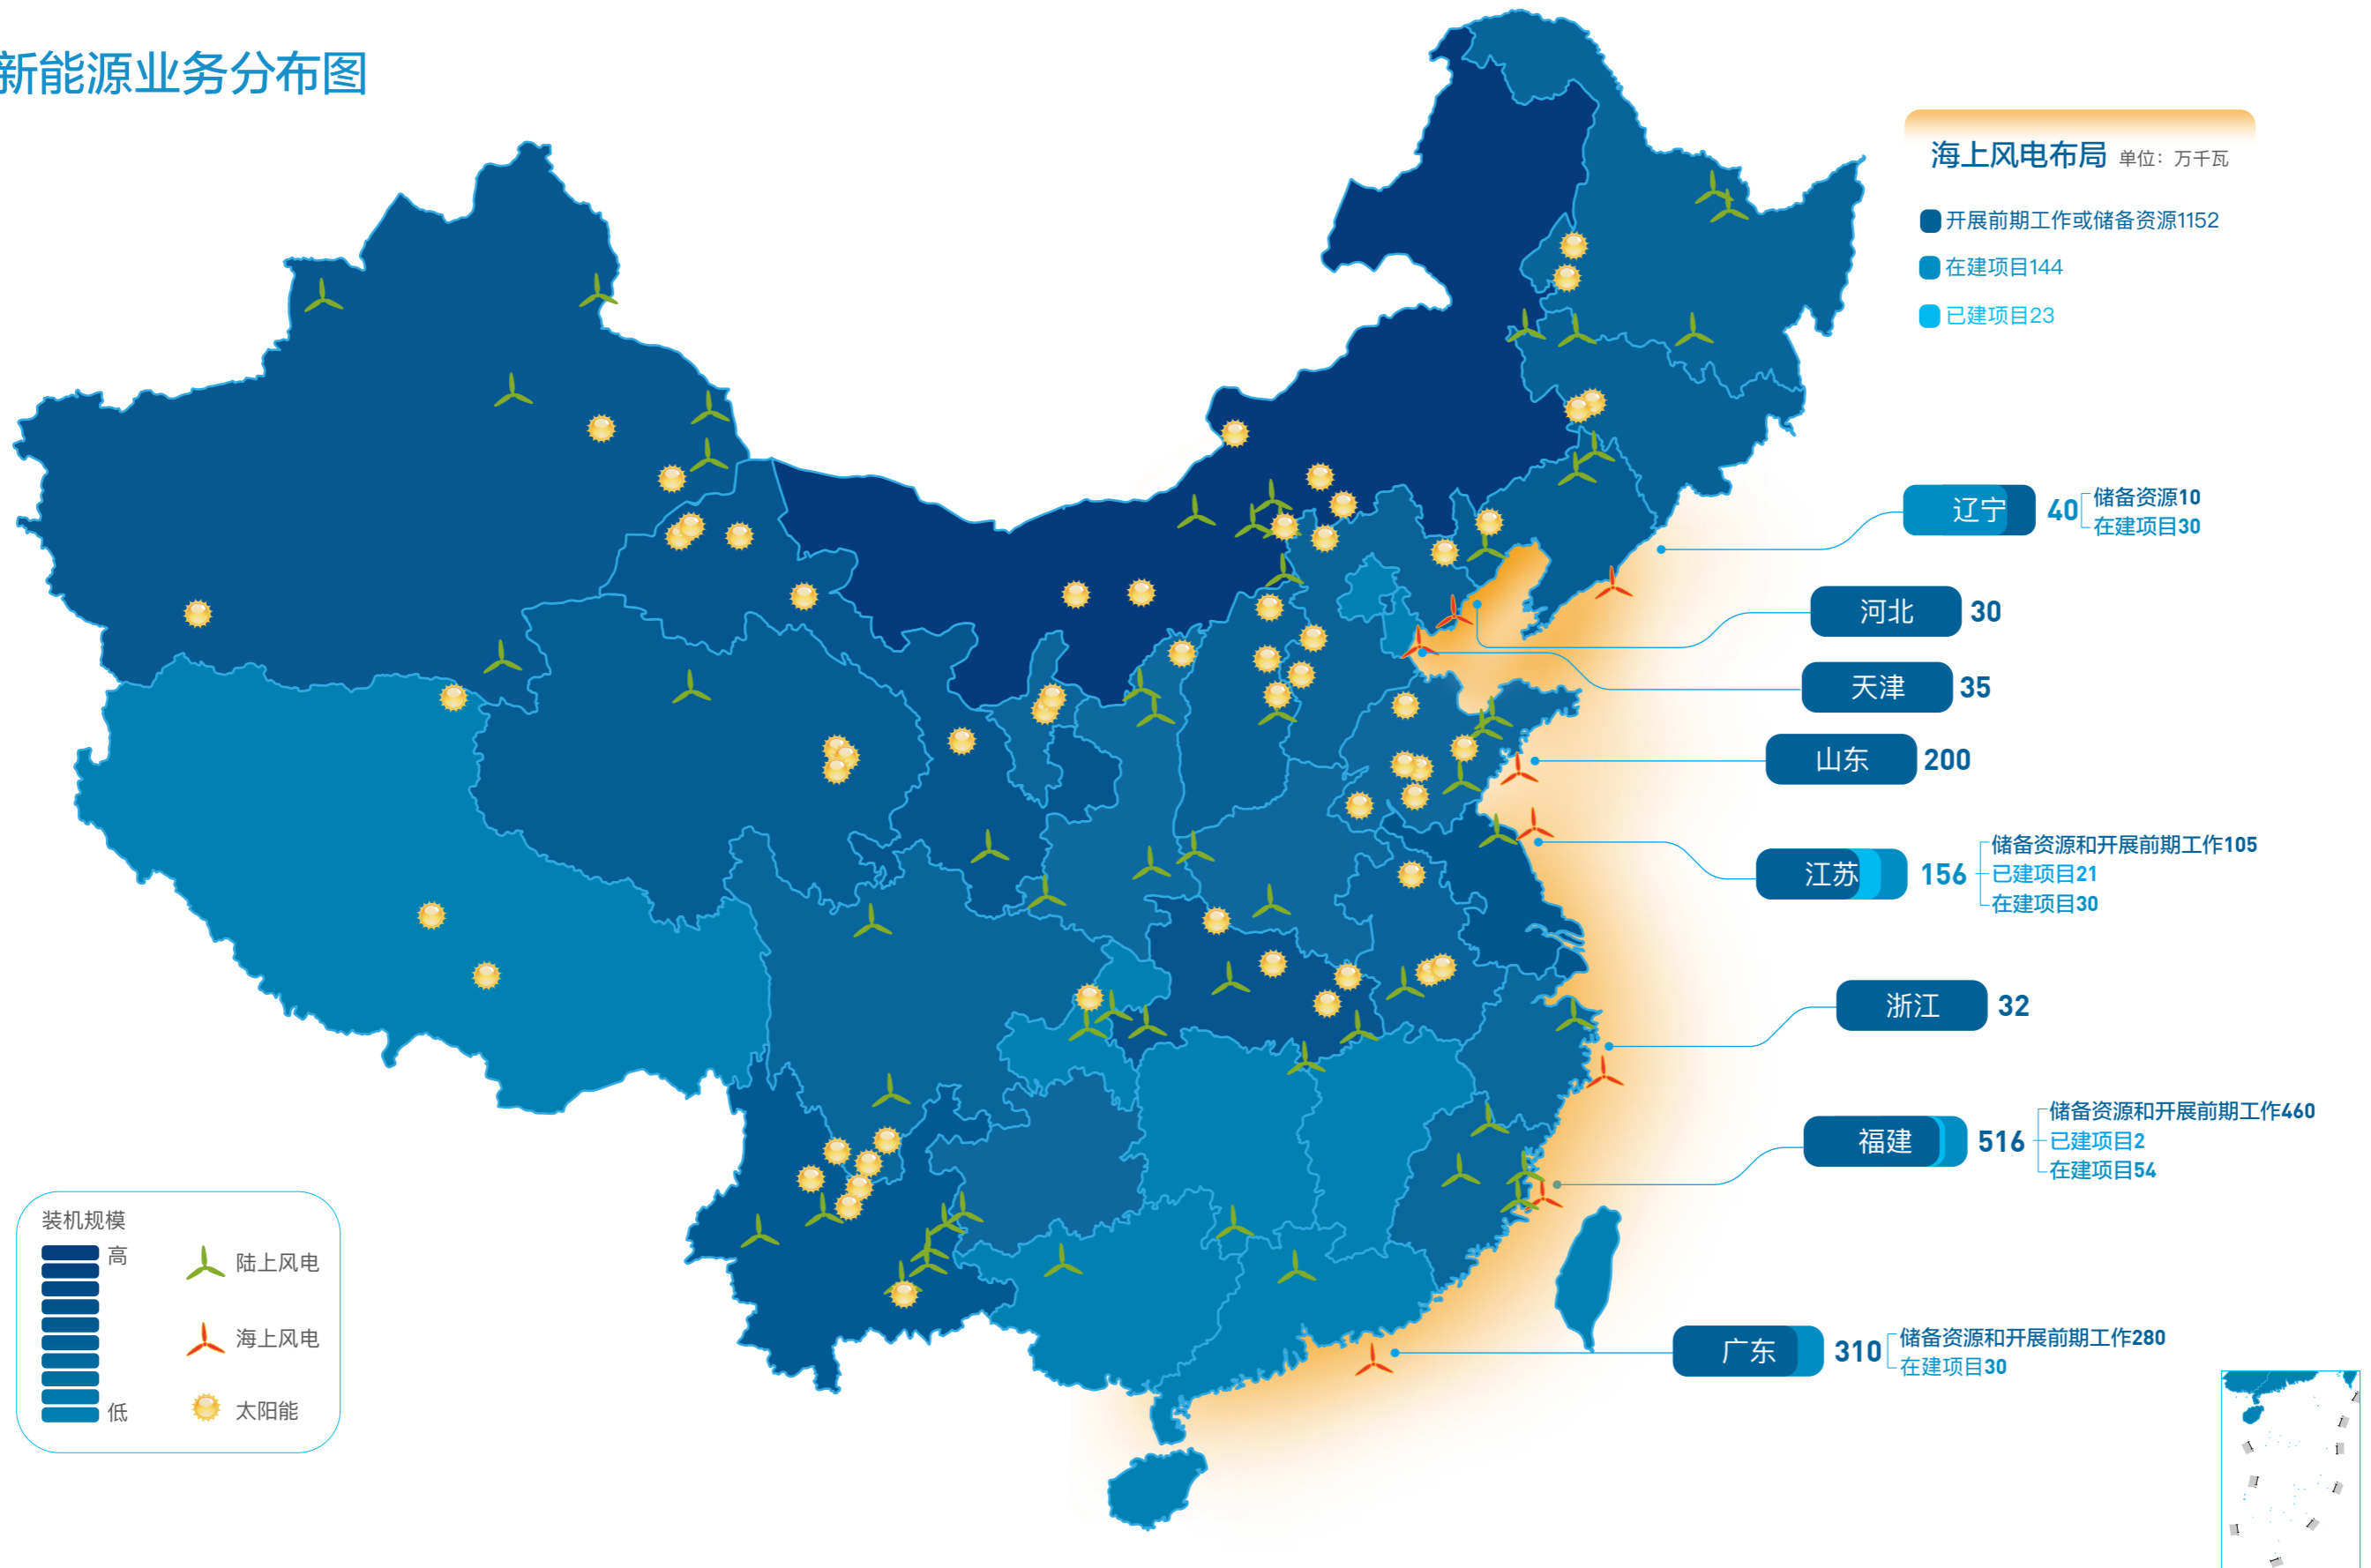 新能源业务分布图
海上风电布局 单位：万千瓦
开展前期工作或储备资源1152
在建项目144
已建项目23
辽宁 40
储备资源10
在建项目30
河北 30
天津 35
山东 200
江苏 156
储备资源和开展前期工作105
已建项目21
在建项目30
浙江 32
福建 516
储备资源和开展前期工作460
已建项目2
在建项目54
广东 310
储备资源和开展前期工作280
在建项目30
装机规模
高
低
陆上风电
海上风电
太阳能